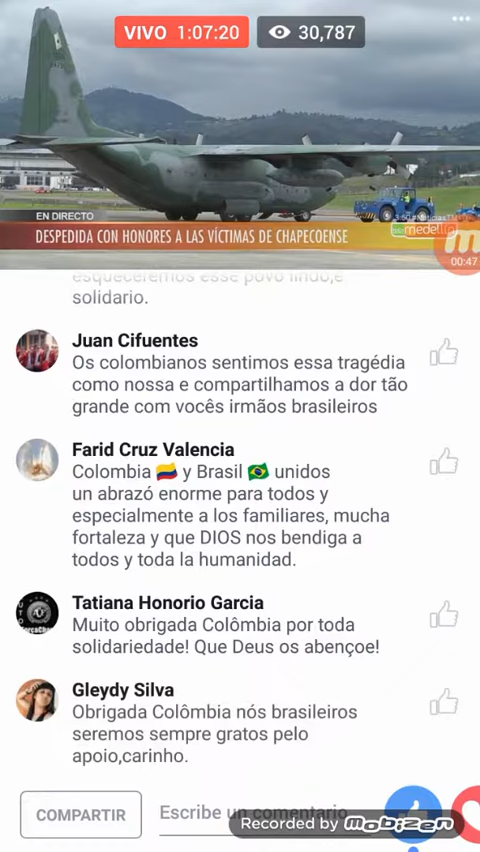 VIVO 1:07:20
30,787
EN DIRECTO
DESPEDIDA CON HONORES A LAS VÍCTIMAS DE CHAPECOENSE
medellín
00:47
esqueceremos esse povo lindo,e
solidario.
Juan Cifuentes
Os colombianos sentimos essa tragédia
como nossa e compartilhamos a dor tão
grande com vocês irmãos brasileiros
Farid Cruz Valencia
Colombia 🇨🇴 y Brasil 🇧🇷 unidos
un abrazó enorme para todos y
especialmente a los familiares, mucha
fortaleza y que DIOS nos bendiga a
todos y toda la humanidad.
Tatiana Honorio Garcia
Muito obrigada Colômbia por toda
solidariedade! Que Deus os abençoe!
Gleydy Silva
Obrigada Colômbia nós brasileiros
seremos sempre gratos pelo
apoio,carinho.
COMPARTIR
Escribe un comentario
Recorded by mobizen